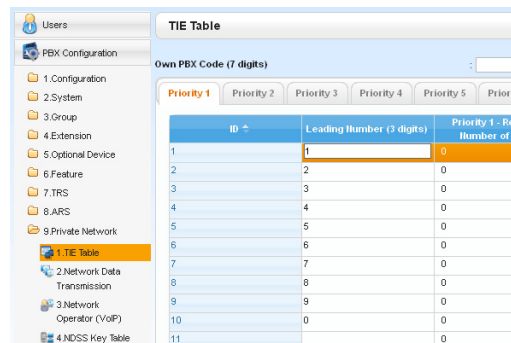 Users
PBX Configuration
1.Configuration
2.System
3.Group
4.Extension
5.Optional Device
6.Feature
7.TRS
8.ARS
9.Private Network
1.TIE Table
2.Network Data
Transmission
3.Network
Operator (VoIP)
4.NDSS Key Table
TIE Table
Own PBX Code (7 digits) :
Priority 1 Priority 2 Priority 3 Priority 4 Priority 5 Prior
ID Leading Number (3 digits) Priority 1 - Re
Number of
1 1 0
2 2 0
3 3 0
4 4 0
5 5 0
6 6 0
7 7 0
8 8 0
9 9 0
10 0 0
11 0